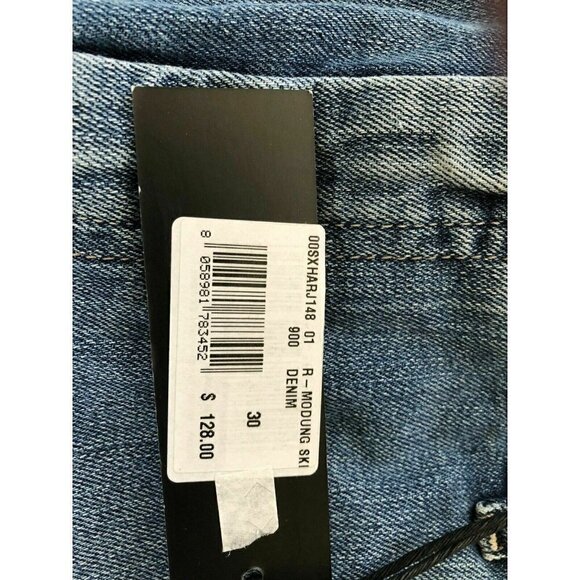 00SXHARJ148 01 R-MODUNG SKI
900 DENIM
30
8 058981 783452
$ 128.00